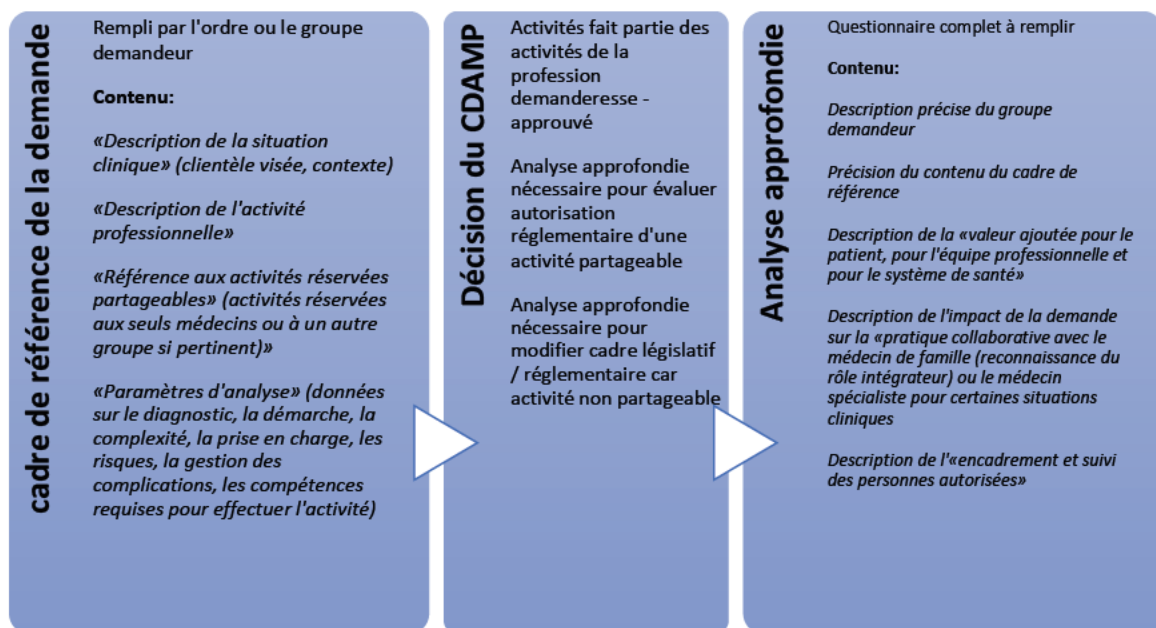 cadre de référence de la demande
Rempli par l'ordre ou le groupe
demandeur
Contenu:
«Description de la situation
clinique» (clientèle visée, contexte)
«Description de l'activité
professionnelle»
«Référence aux activités réservées
partageables» (activités réservées
aux seuls médecins ou à un autre
groupe si pertinent)»
«Paramètres d'analyse» (données
sur le diagnostic, la démarche, la
complexité, la prise en charge, les
risques, la gestion des
complications, les compétences
requises pour effectuer l'activité)
Décision du CDAMP
Activités fait partie des
activités de la
profession
demanderesse -
approuvé
Analyse approfondie
nécessaire pour évaluer
autorisation
réglementaire d'une
activité partageable
Analyse approfondie
nécessaire pour
modifier cadre législatif
/ réglementaire car
activité non partageable
Analyse approfondie
Questionnaire complet à remplir
Contenu:
Description précise du groupe
demandeur
Précision du contenu du cadre de
référence
Description de la «valeur ajoutée pour le
patient, pour l'équipe professionnelle et
pour le système de santé»
Description de l'impact de la demande
sur la «pratique collaborative avec le
médecin de famille (reconnaissance du
rôle intégrateur) ou le médecin
spécialiste pour certaines situations
cliniques
Description de l'«encadrement et suivi
des personnes autorisées»